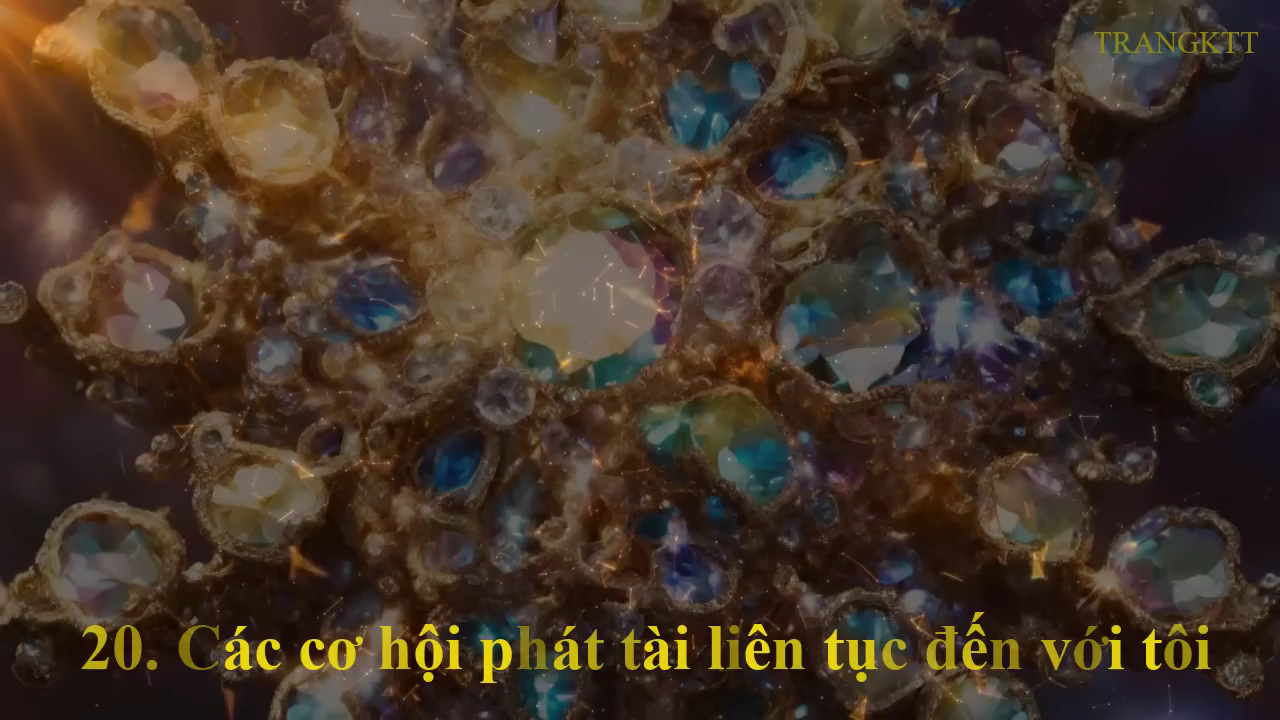 TRANGKTT
20. Các cơ hội phát tài liên tục đến với tôi